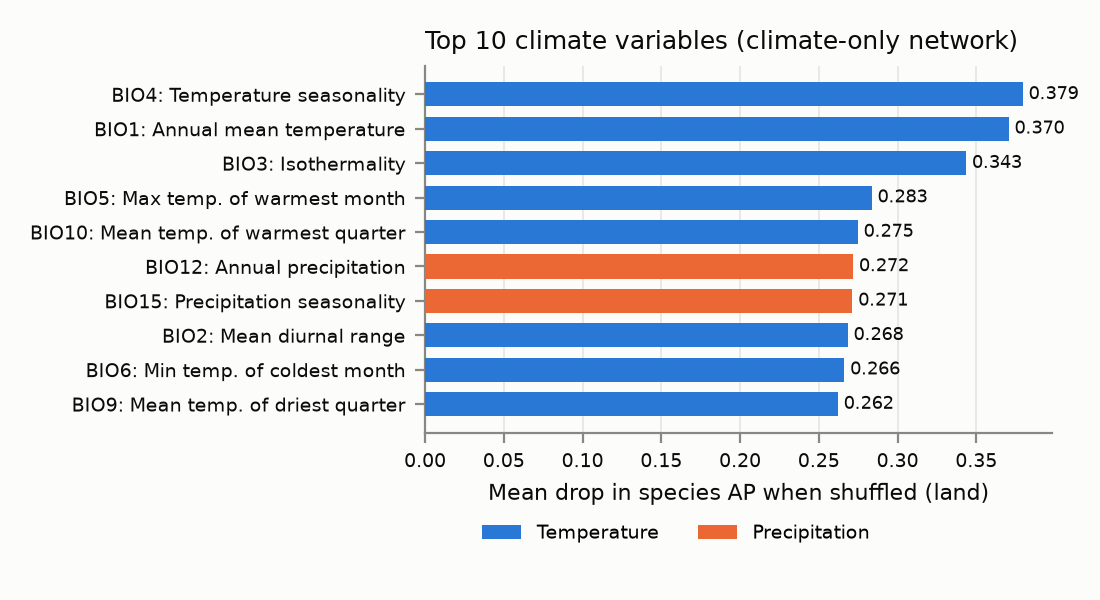 Top 10 climate variables (climate-only network)
BIO4: Temperature seasonality 0.379
BIO1: Annual mean temperature 0.370
BIO3: Isothermality 0.343
BIO5: Max temp. of warmest month 0.283
BIO10: Mean temp. of warmest quarter 0.275
BIO12: Annual precipitation 0.272
BIO15: Precipitation seasonality 0.271
BIO2: Mean diurnal range 0.268
BIO6: Min temp. of coldest month 0.266
BIO9: Mean temp. of driest quarter 0.262
0.00 0.05 0.10 0.15 0.20 0.25 0.30 0.35
Mean drop in species AP when shuffled (land)
Temperature Precipitation